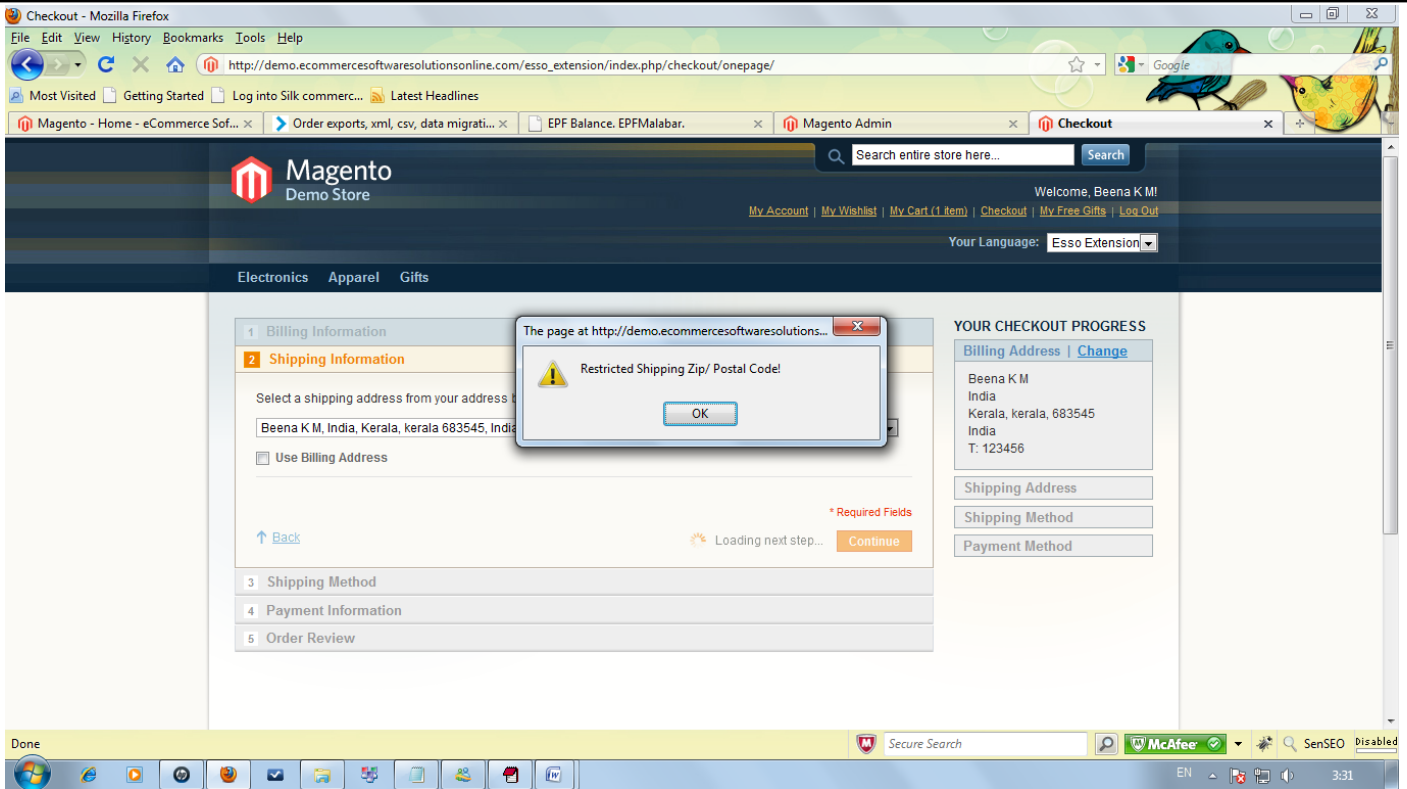 Checkout - Mozilla Firefox
File Edit View History Bookmarks Tools Help
http://demo.ecommercesoftwaresolutionsonline.com/esso_extension/index.php/checkout/onepage/
Google
Most Visited Getting Started Log into Silk commerc... Latest Headlines
Magento - Home - eCommerce Sof... Order exports, xml, csv, data migrati... EPF Balance. EPFMalabar. Magento Admin Checkout
Magento
Demo Store
Search entire store here... Search
Welcome, Beena K M!
My Account | My Wishlist | My Cart (1 item) | Checkout | My Free Gifts | Log Out
Your Language: Esso Extension
Electronics Apparel Gifts
1 Billing Information
2 Shipping Information
Select a shipping address from your address
Beena K M, India, Kerala, kerala 683545, India
Use Billing Address
* Required Fields
Back
Loading next step... Continue
3 Shipping Method
4 Payment Information
5 Order Review
The page at http://demo.ecommercesoftwaresolutions...
Restricted Shipping Zip/ Postal Code!
OK
YOUR CHECKOUT PROGRESS
Billing Address | Change
Beena K M
India
Kerala, kerala, 683545
India
T: 123456
Shipping Address
Shipping Method
Payment Method
Done
Secure Search
McAfee
SenSEO
Disabled
EN
3:31